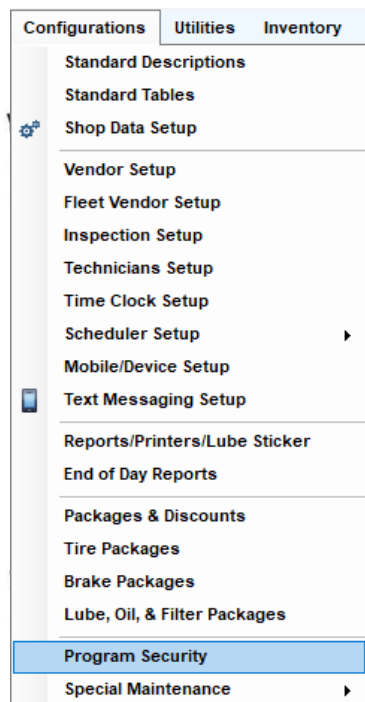 Configurations Utilities Inventory
Standard Descriptions
Standard Tables
Shop Data Setup
Vendor Setup
Fleet Vendor Setup
Inspection Setup
Technicians Setup
Time Clock Setup
Scheduler Setup
Mobile/Device Setup
Text Messaging Setup
Reports/Printers/Lube Sticker
End of Day Reports
Packages & Discounts
Tire Packages
Brake Packages
Lube, Oil, & Filter Packages
Program Security
Special Maintenance